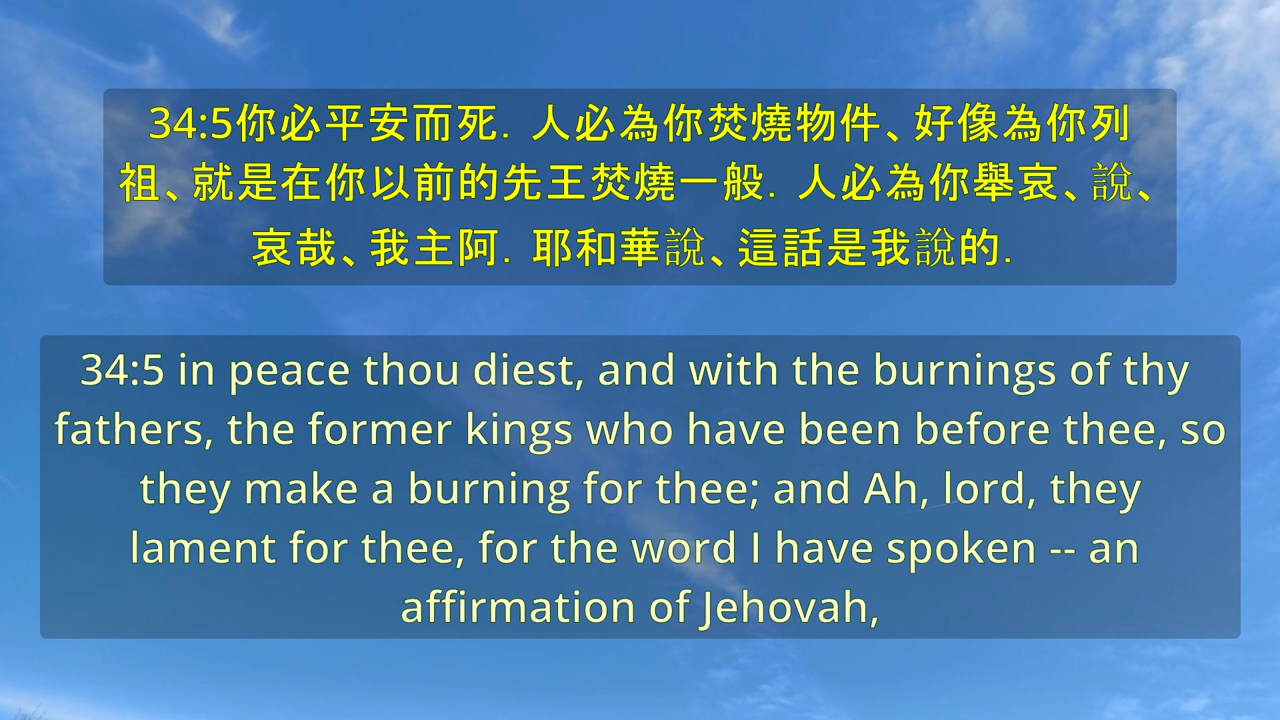 34:5你必平安而死．人必為你焚燒物件、好像為你列
祖、就是在你以前的先王焚燒一般．人必為你舉哀、說、
哀哉、我主阿．耶和華說、這話是我說的．
34:5 in peace thou diest, and with the burnings of thy
fathers, the former kings who have been before thee, so
they make a burning for thee; and Ah, lord, they
lament for thee, for the word I have spoken -- an
affirmation of Jehovah,